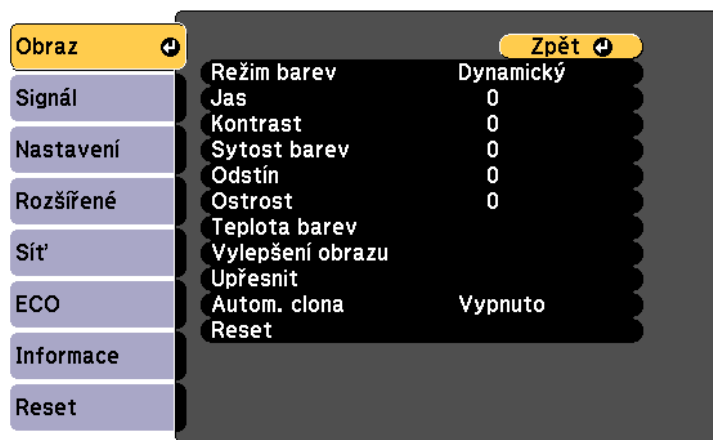 Obraz
Signál
Nastavení
Rozšířené
Síť
ECO
Informace
Reset
Zpět
Režim barev Dynamický
Jas 0
Kontrast 0
Sytost barev 0
Odstín 0
Ostrost 0
Teplota barev
Vylepšení obrazu
Upřesnit
Autom. clona Vypnuto
Reset